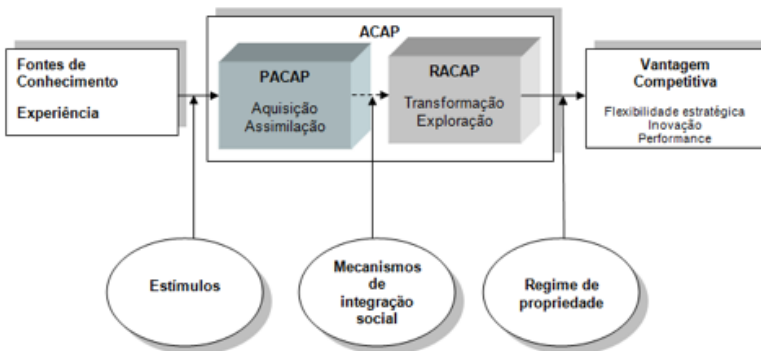 ACAP
Fontes de
Conhecimento
Experiência
PACAP
Aquisição
Assimilação
RACAP
Transformação
Exploração
Vantagem
Competitiva
Flexibilidade estratégica
Inovação
Performance
Estímulos
Mecanismos
de
integração
social
Regime de
propriedade